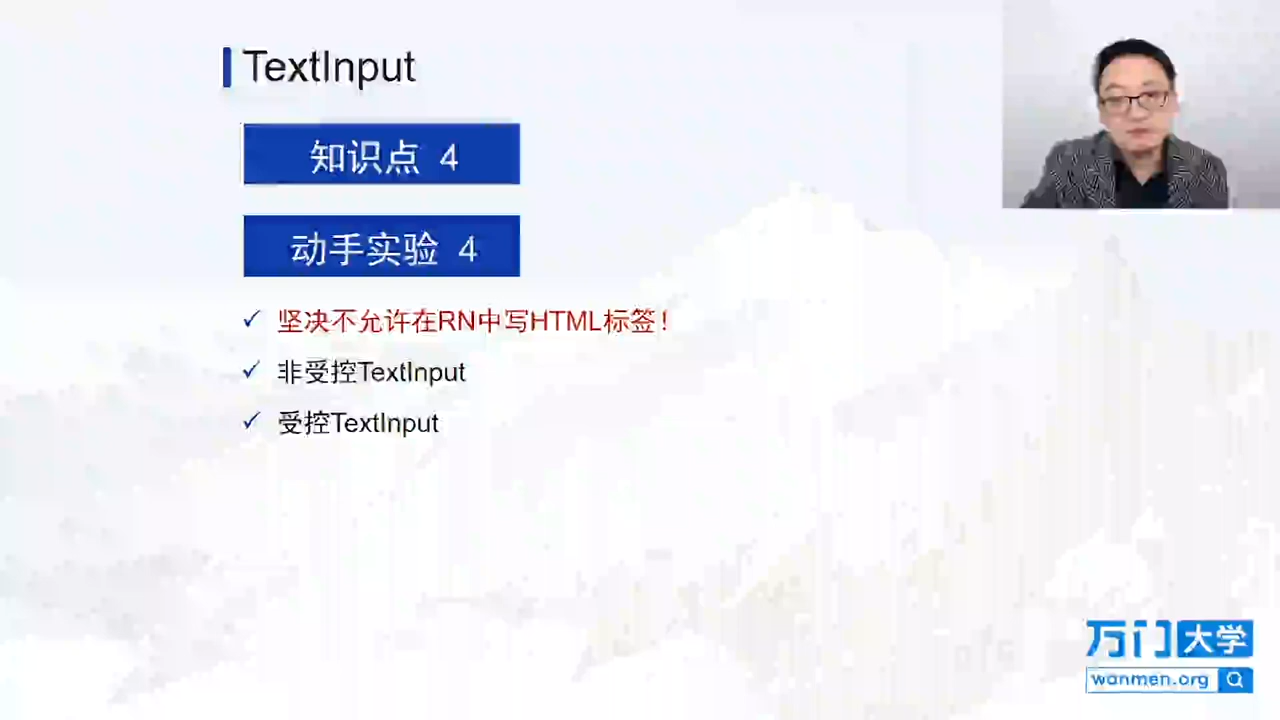 TextInput
知识点 4
动手实验 4
坚决不允许在RN中写HTML标签！
非受控TextInput
受控TextInput
万门大学
wanmen.org